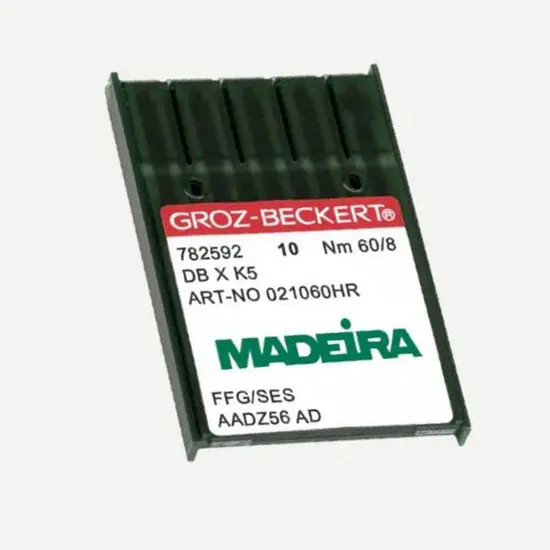 GROZ-BECKERT®
782592 10 Nm 60/8
DB X K5
ART-NO 021060HR
MADEIRA
FFG/SES
AADZ56 AD